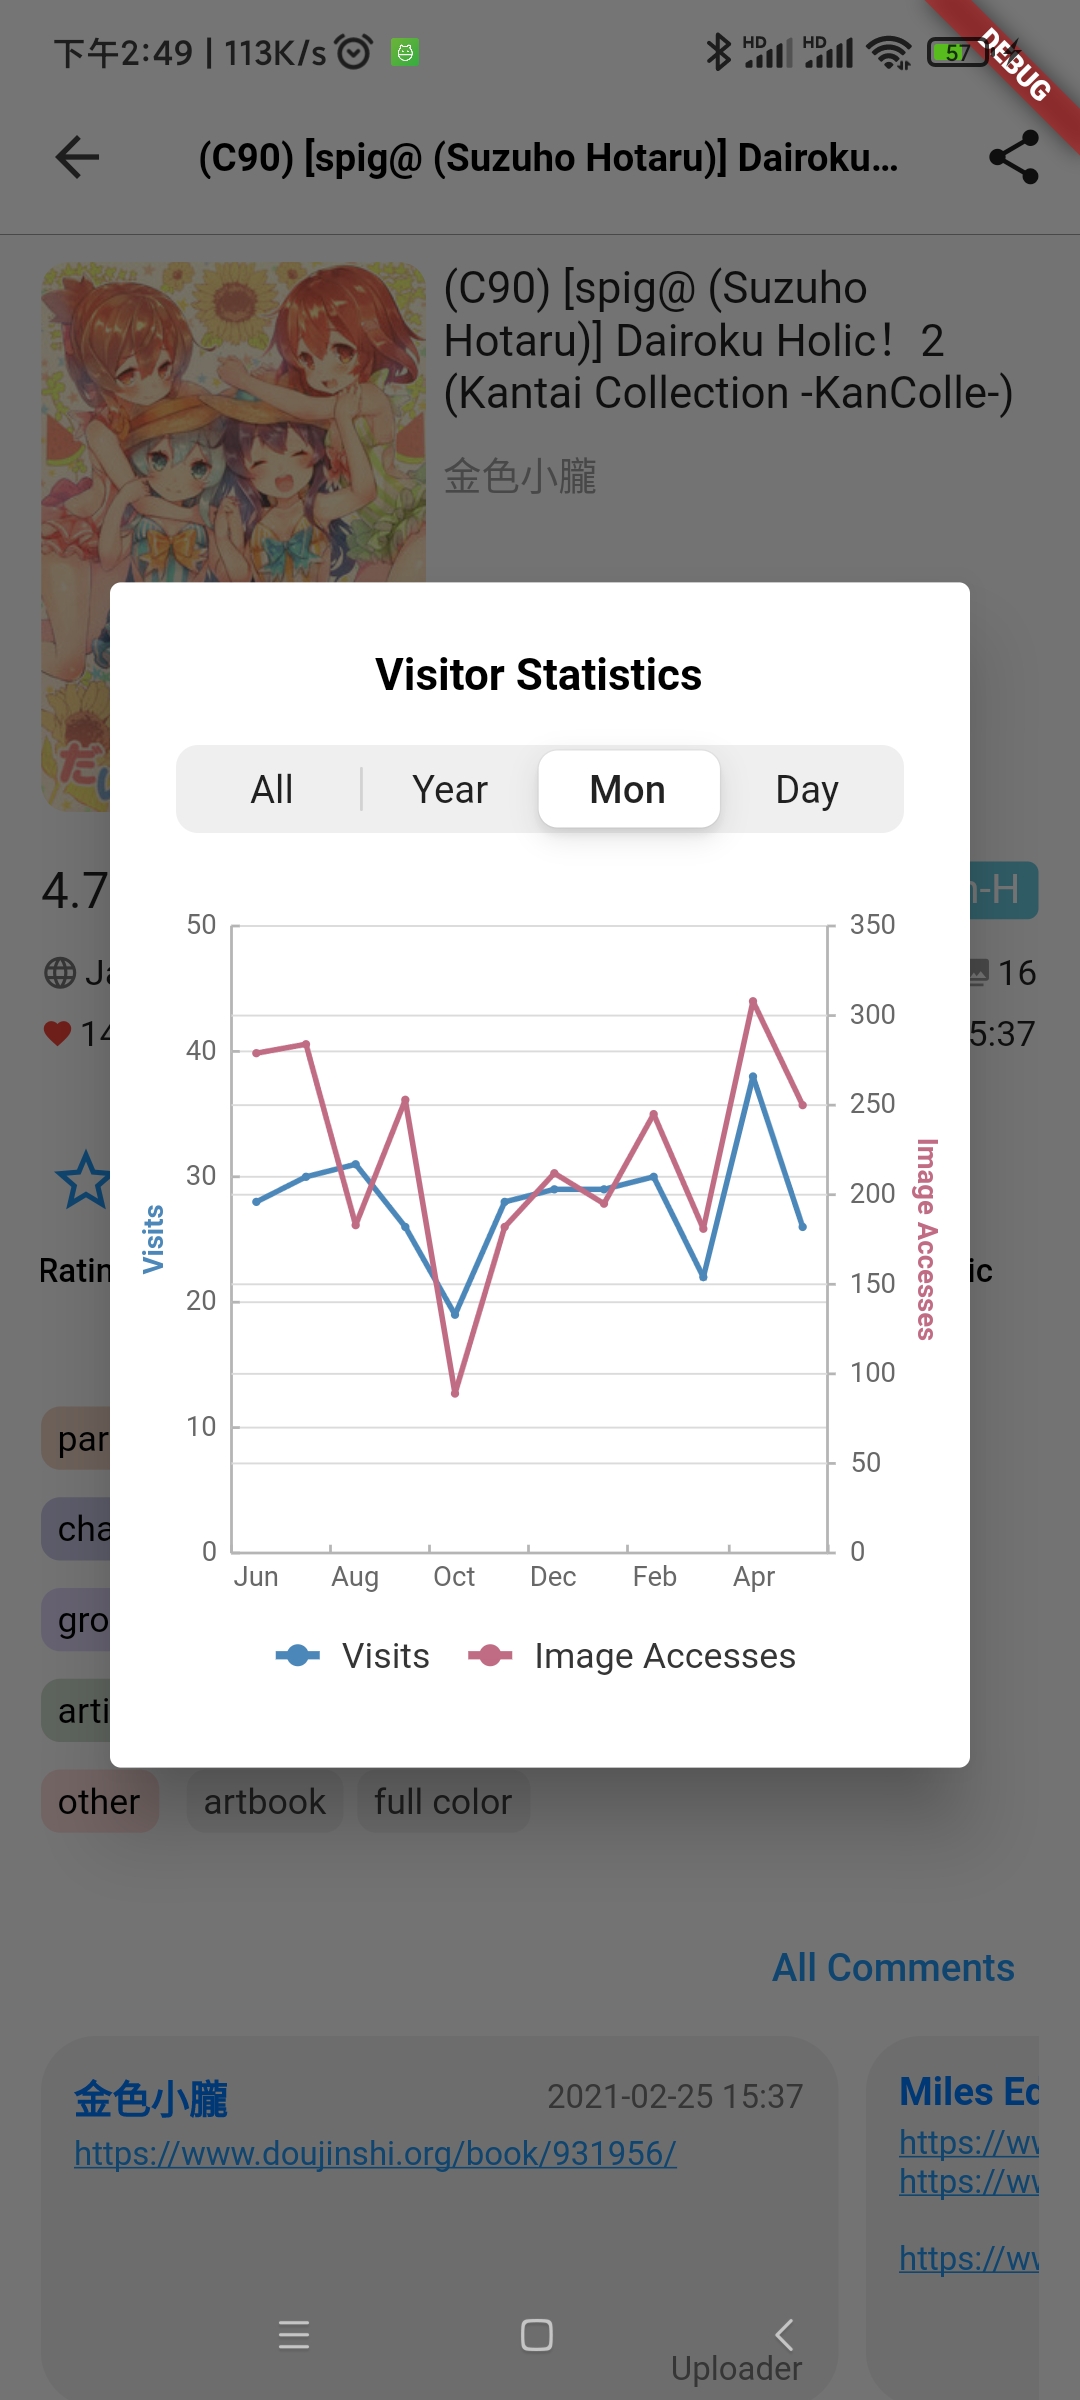 下午2:49 | 113K/s
HD HD 57
DEBUG
(C90) [spig@ (Suzuho Hotaru)] Dairoku...
(C90) [spig@ (Suzuho
Hotaru)] Dairoku Holic！ 2
(Kantai Collection -KanColle-)
金色小朧
Visitor Statistics
All Year Mon Day
4.7
n-H
16
14
5:37
50 350
300
40
250
30
200
150
20
100
10
50
0 0
Visits
Image Accesses
Jun Aug Oct Dec Feb Apr
Visits Image Accesses
Ratin
ic
par
cha
gro
arti
other artbook full color
All Comments
金色小朧 2021-02-25 15:37
https://www.doujinshi.org/book/931956/
Uploader
Miles Ed
https://ww
https://ww
https://ww